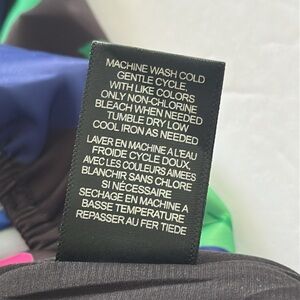 MACHINE WASH COLD
GENTLE CYCLE,
WITH LIKE COLORS
ONLY NON-CHLORINE
BLEACH WHEN NEEDED
TUMBLE DRY LOW
COOL IRON AS NEEDED
LAVER EN MACHINE A L'EAU
FROIDE CYCLE DOUX,
AVEC LES COULEURS AIMEES
BLANCHIR SANS CHLORE
SI NÉCESSAIRE
SECHAGE EN MACHINE A
BASSE TEMPERATURE
REPASSER AU FER TIEDE